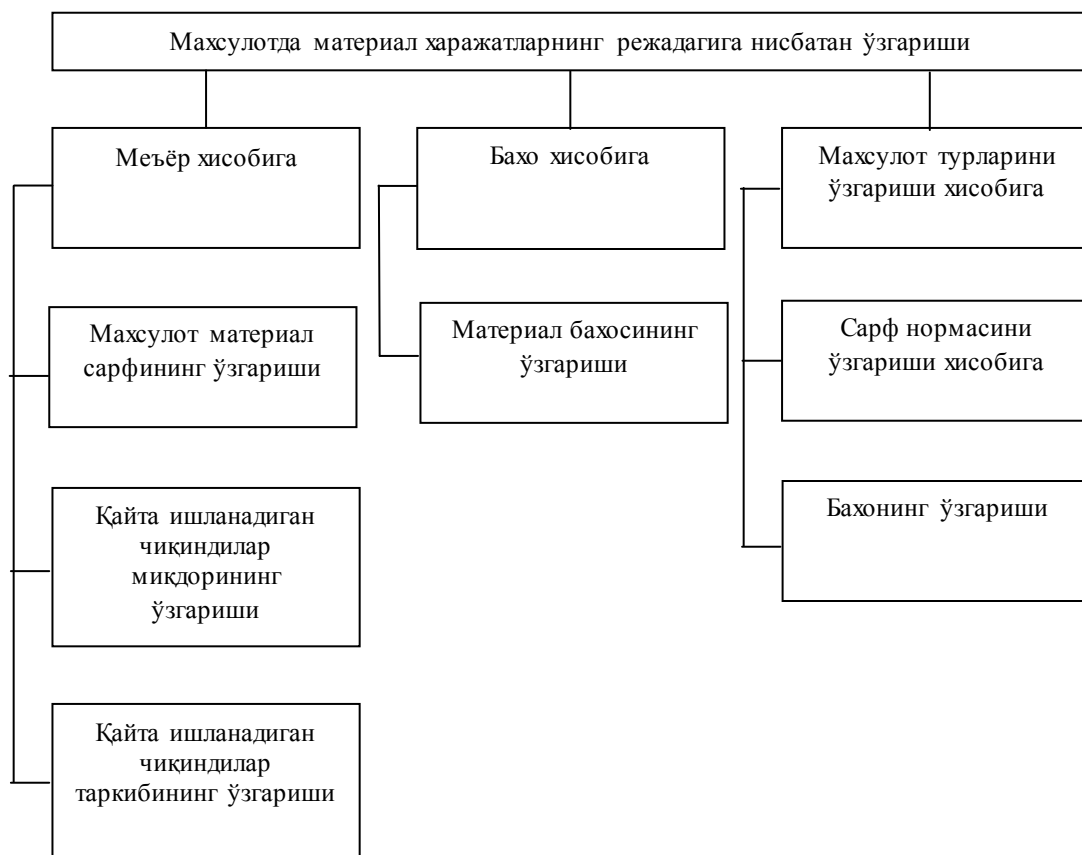 Махсулотда материал харажатларнинг режадагига нисбатан ўзгариши
Меъёр хисобига
Бахо хисобига
Махсулот турларини
ўзгариши хисобига
Махсулот материал
сарфининг ўзгариши
Материал бахосининг
ўзгариши
Сарф нормасини
ўзгариши хисобига
Қайта ишланадиган
чиқиндилар
миқдорининг
ўзгариши
Бахонинг ўзгариши
Қайта ишланадиган
чиқиндилар
таркибининг ўзгариши